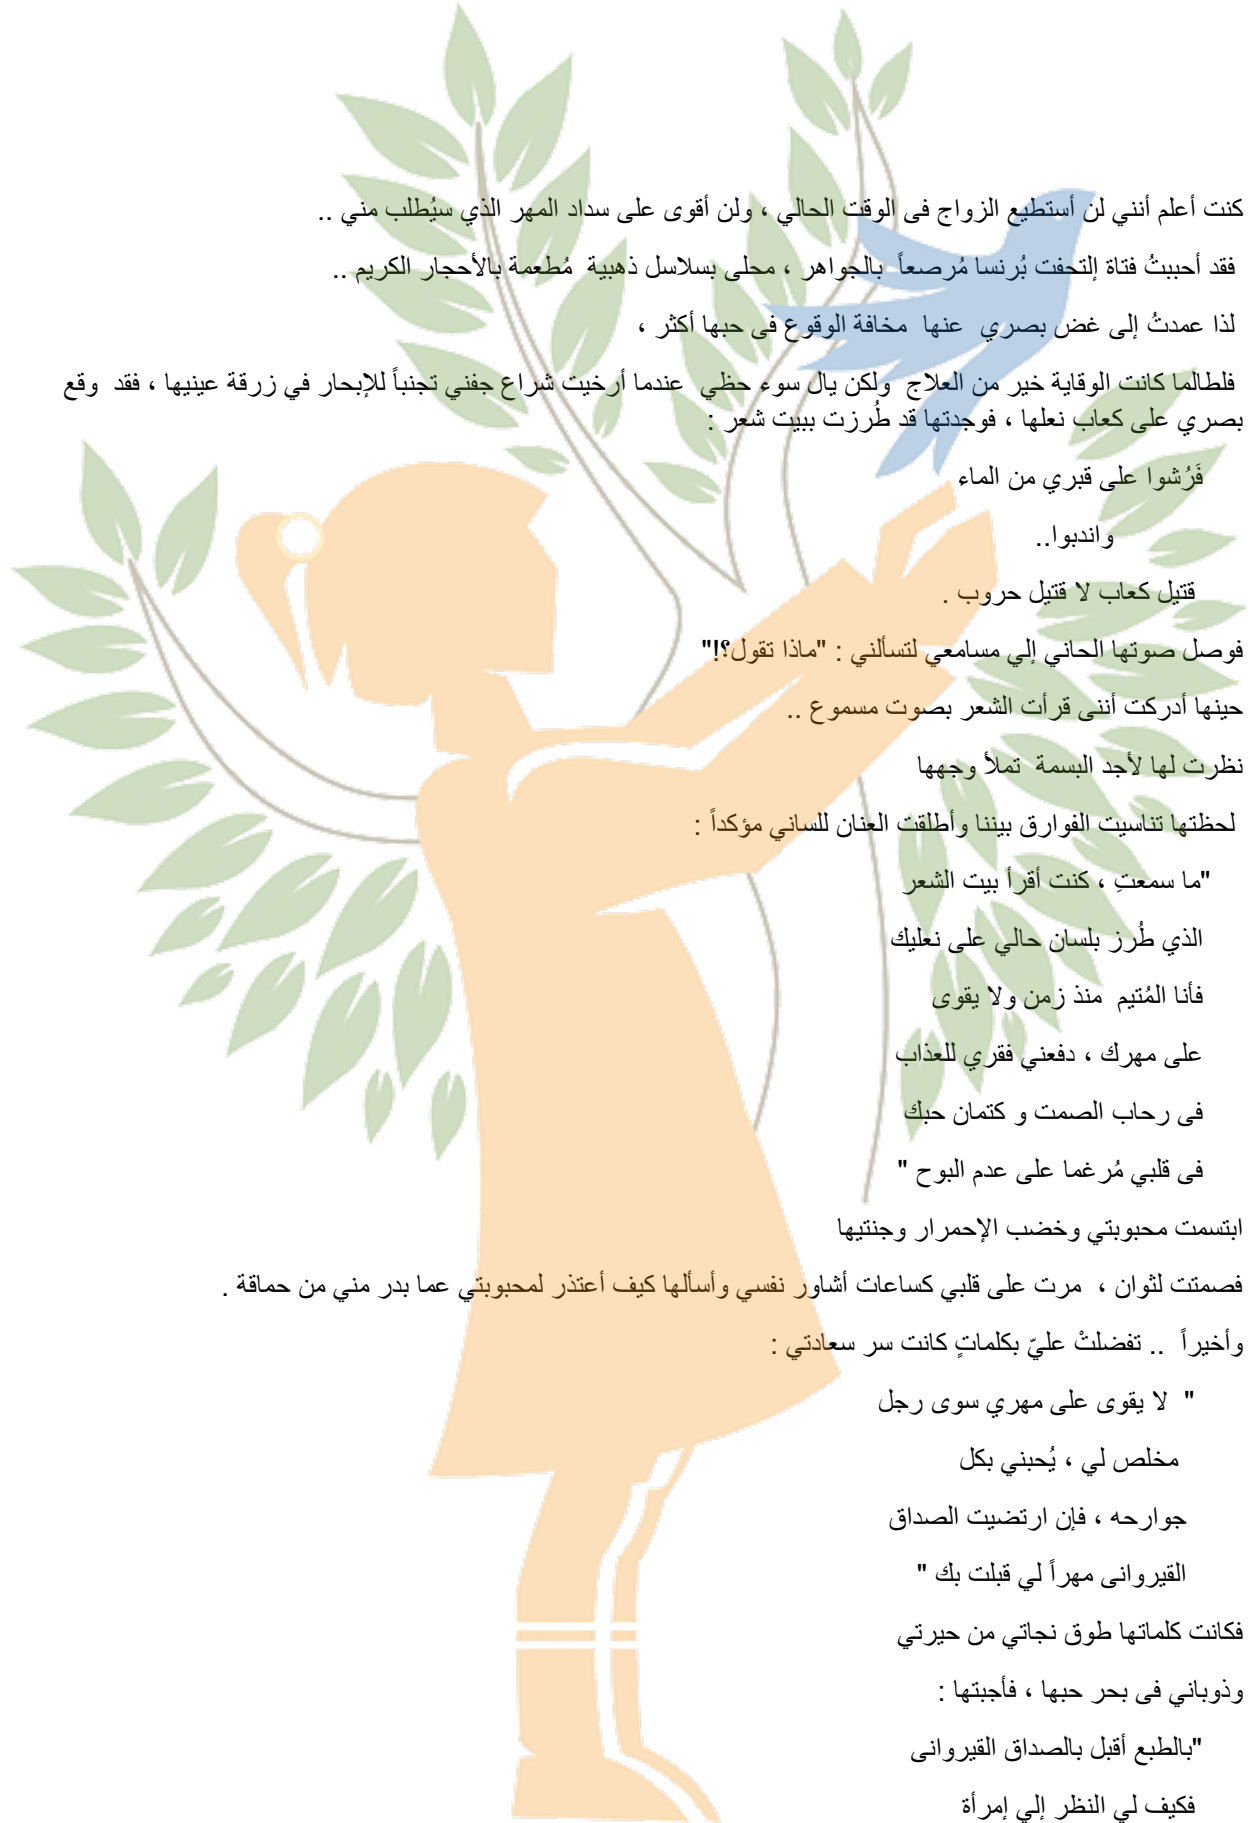 كنت أعلم أنني لن أستطيع الزواج فى الوقت الحالي ، ولن أقوى على سداد المهر الذي سيُطلب مني ..
فقد أحببتُ فتاة إلتحفت بُرنسا مُرصعاً بالجواهر ، محلى بسلاسل ذهبية مُطعمة بالأحجار الكريم ..
لذا عمدتُ إلى غض بصري عنها مخافة الوقوع فى حبها أكثر ،
فلطالما كانت الوقاية خير من العلاج ولكن يال سوء حظي عندما أرخيت شراع جفني تجنباً للإبحار في زرقة عينيها ، فقد وقع
بصري على كعاب نعلها ، فوجدتها قد طُرزت ببيت شعر :
فَرُشوا على قبري من الماء
واندبوا..
قتيل كعاب لا قتيل حروب .
فوصل صوتها الحاني إلي مسامعي لتسألني : "ماذا تقول؟!"
حينها أدركت أننى قرأت الشعر بصوت مسموع ..
نظرت لها لأجد البسمة تملأ وجهها
لحظتها تناسيت الفوارق بيننا وأطلقت العنان للساني مؤكداً :
"ما سمعتِ ، كنت أقرأ بيت الشعر
الذي طُرز بلسان حالي على نعليك
فأنا المُتيم منذ زمن ولا يقوى
على مهرك ، دفعني فقري للعذاب
فى رحاب الصمت و كتمان حبك
فى قلبي مُرغما على عدم البوح "
ابتسمت محبوبتي وخضب الإحمرار وجنتيها
فصمتت لثوان ، مرت على قلبي كساعات أشاور نفسي وأسألها كيف أعتذر لمحبوبتي عما بدر مني من حماقة .
وأخيراً .. تفضلتْ عليّ بكلماتٍ كانت سر سعادتي :
" لا يقوى على مهري سوى رجل
مخلص لي ، يُحبني بكل
جوارحه ، فإن ارتضيت الصداق
القيروانى مهراً لي قبلت بك "
فكانت كلماتها طوق نجاتي من حيرتي
وذوباني فى بحر حبها ، فأجبتها :
"بالطبع أقبل بالصداق القيروانى
فكيف لي النظر إلي إمرأة